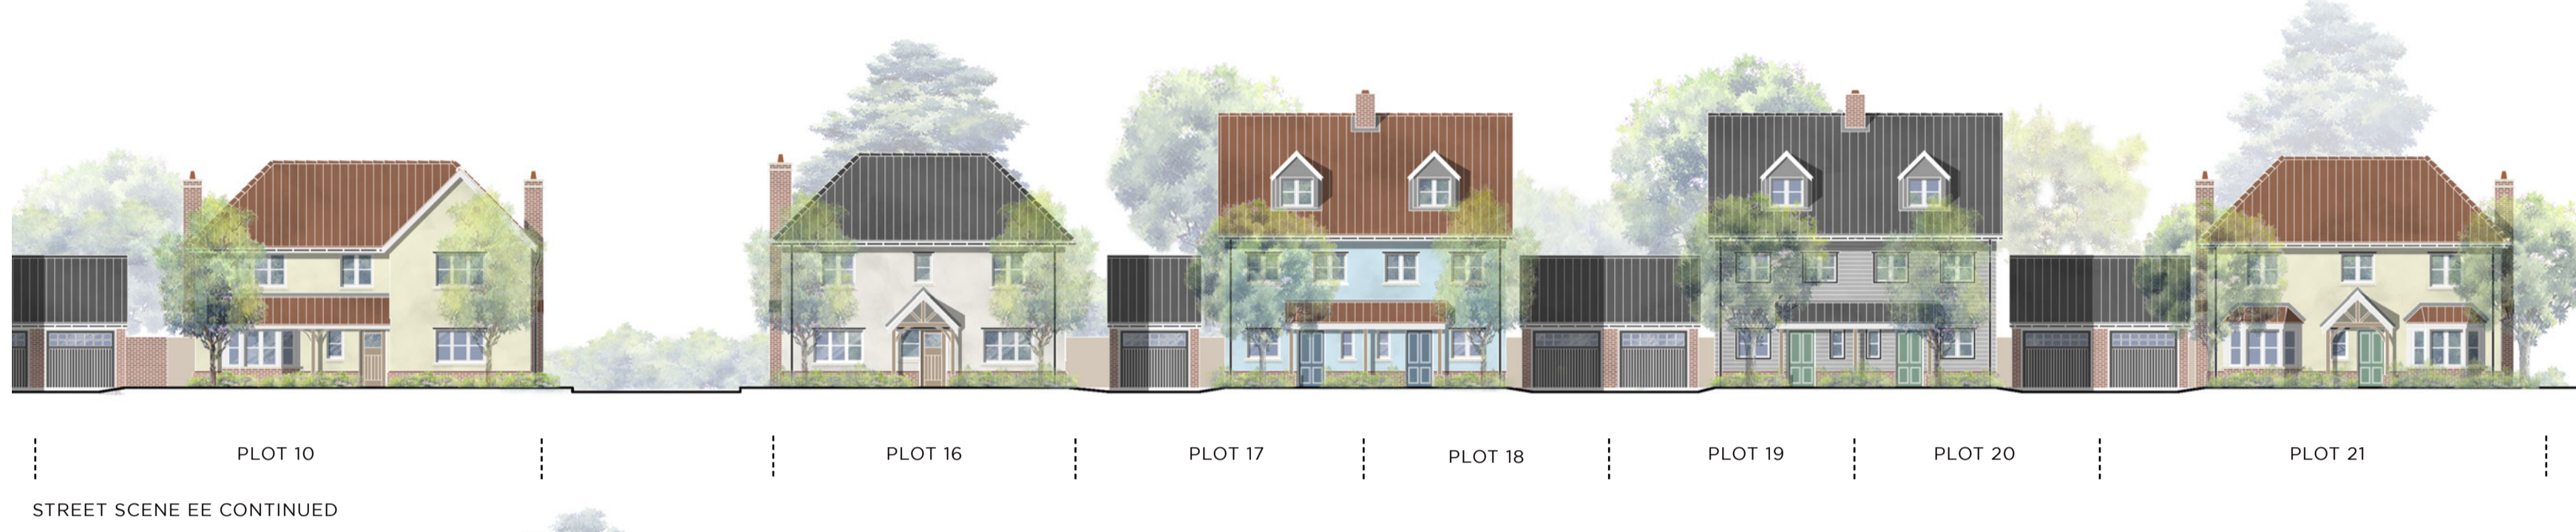 PLOT 10
PLOT 16
PLOT 17
PLOT 18
PLOT 19
PLOT 20
PLOT 21
STREET SCENE EE CONTINUED